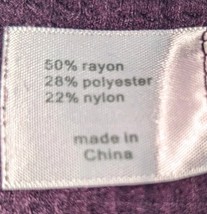 50% rayon
28% polyester
22% nylon
made in
China